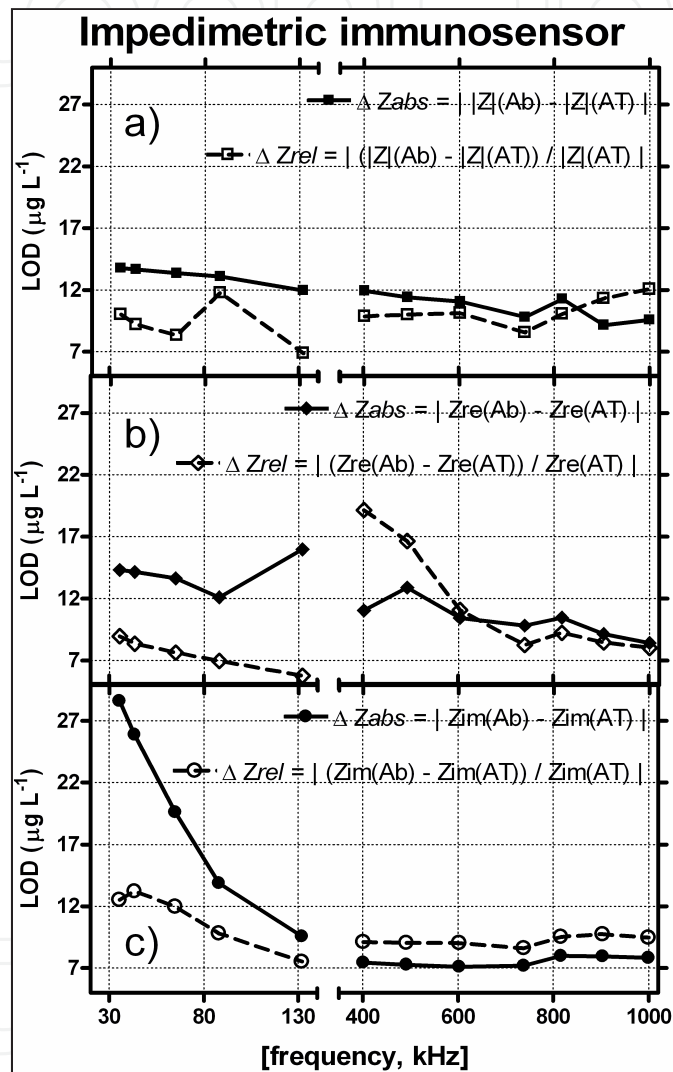 Impedimetric immunosensor
a)
Δ Zabs = | |Z|(Ab) - |Z|(AT) |
Δ Zrel = | (|Z|(Ab) - |Z|(AT)) / |Z|(AT) |
LOD (µg L⁻¹)
27
22
17
12
7
b)
Δ Zabs = | Zre(Ab) - Zre(AT) |
Δ Zrel = | (Zre(Ab) - Zre(AT)) / Zre(AT) |
LOD (µg L⁻¹)
27
22
17
12
7
c)
Δ Zabs = | Zim(Ab) - Zim(AT) |
Δ Zrel = | (Zim(Ab) - Zim(AT)) / Zim(AT) |
LOD (µg L⁻¹)
27
22
17
12
7
30 80 130 400 600 800 1000
[frequency, kHz]